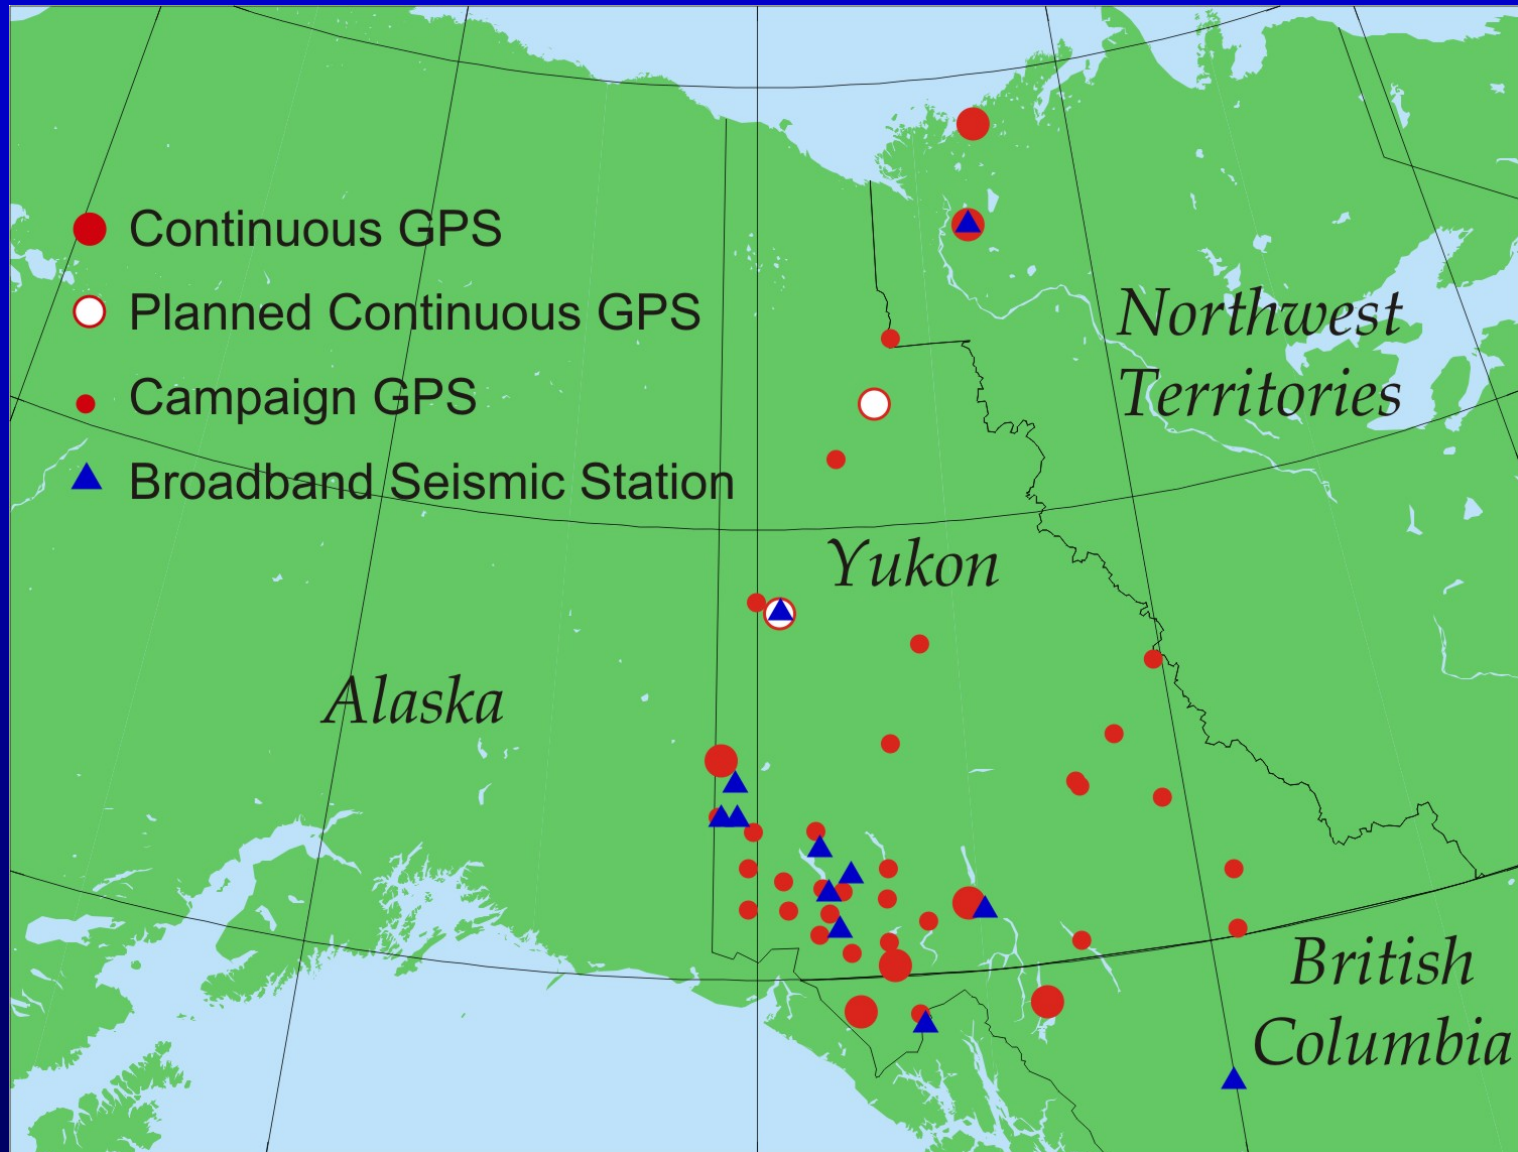 Continuous GPS
Planned Continuous GPS
Campaign GPS
Broadband Seismic Station
Northwest
Territories
Yukon
Alaska
British
Columbia